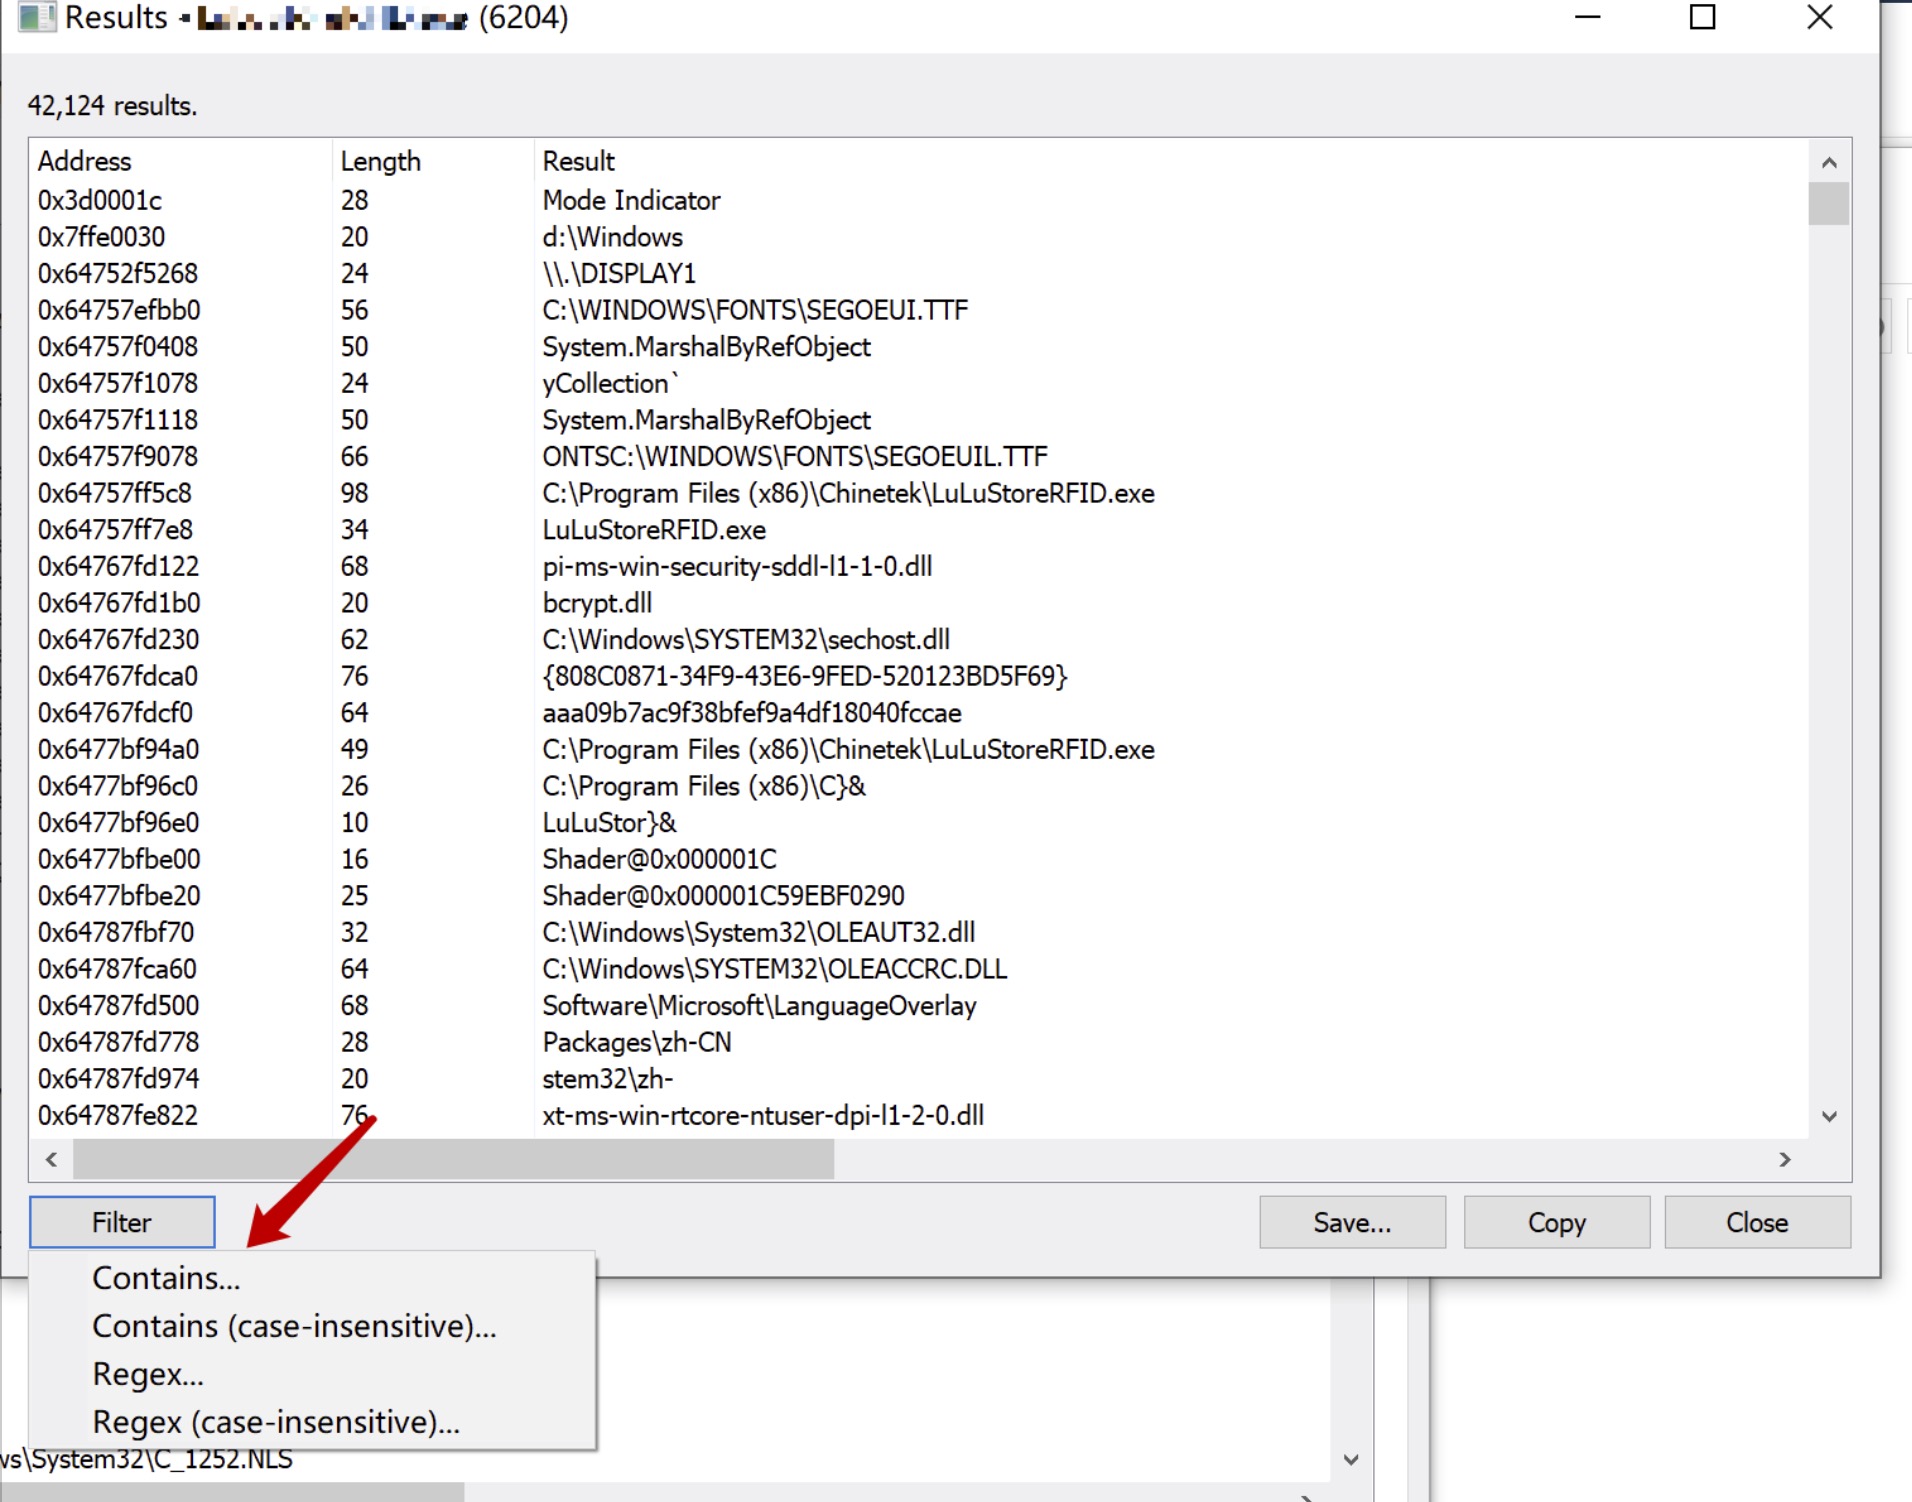 Results - (6204)
42,124 results.
Address Length Result
0x3d0001c 28 Mode Indicator
0x7ffe0030 20 d:\Windows
0x64752f5268 24 \\.\DISPLAY1
0x64757efbb0 56 C:\WINDOWS\FONTS\SEGOEUI.TTF
0x64757f0408 50 System.MarshalByRefObject
0x64757f1078 24 yCollection`
0x64757f1118 50 System.MarshalByRefObject
0x64757f9078 66 ONTSC:\WINDOWS\FONTS\SEGOEUIL.TTF
0x64757ff5c8 98 C:\Program Files (x86)\Chinetek\LuLuStoreRFID.exe
0x64757ff7e8 34 LuLuStoreRFID.exe
0x64767fd122 68 pi-ms-win-security-sddl-l1-1-0.dll
0x64767fd1b0 20 bcrypt.dll
0x64767fd230 62 C:\Windows\SYSTEM32\sechost.dll
0x64767fdca0 76 {808C0871-34F9-43E6-9FED-520123BD5F69}
0x64767fdcf0 64 aaa09b7ac9f38bfef9a4df18040fccae
0x6477bf94a0 49 C:\Program Files (x86)\Chinetek\LuLuStoreRFID.exe
0x6477bf96c0 26 C:\Program Files (x86)\C}&
0x6477bf96e0 10 LuLuStor}&
0x6477bfbe00 16 Shader@0x000001C
0x6477bfbe20 25 Shader@0x000001C59EBF0290
0x64787fbf70 32 C:\Windows\System32\OLEAUT32.dll
0x64787fca60 64 C:\Windows\SYSTEM32\OLEACCRC.DLL
0x64787fd500 68 Software\Microsoft\LanguageOverlay
0x64787fd778 28 Packages\zh-CN
0x64787fd974 20 stem32\zh-
0x64787fe822 76 xt-ms-win-rtcore-ntuser-dpi-l1-2-0.dll
Filter Save... Copy Close
Contains...
Contains (case-insensitive)...
Regex...
Regex (case-insensitive)...
ws\System32\C_1252.NLS